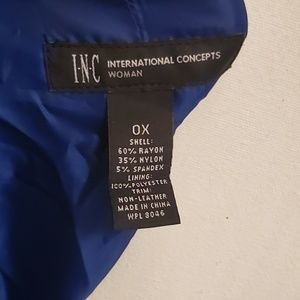 I·N·C INTERNATIONAL CONCEPTS
WOMAN
0X
SHELL:
60% RAYON
35% NYLON
5% SPANDEX
LINING:
100% POLYESTER
TRIM:
NON-LEATHER
MADE IN CHINA
WPL 8046